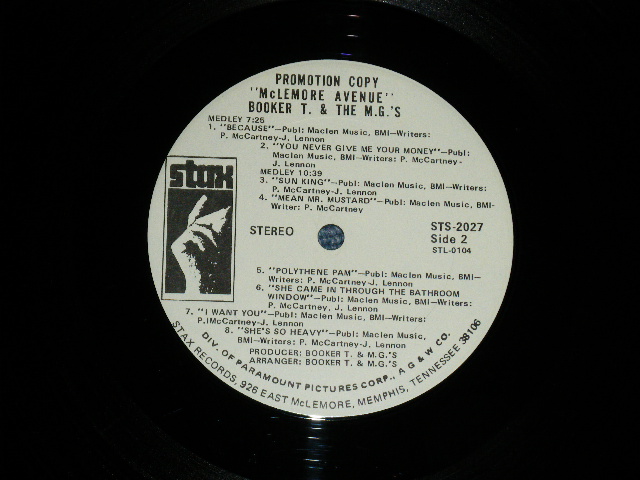 PROMOTION COPY
"McLEMORE AVENUE"
BOOKER T. & THE M.G.'S
MEDLEY 7:25
1. "BECAUSE"—Publ: Maclen Music, BMI—Writers:
P. McCartney-J. Lennon
2. "YOU NEVER GIVE ME YOUR MONEY"—Publ:
Maclen Music, BMI—Writers: P. McCartney-
J. Lennon
MEDLEY 10:39
3. "SUN KING"—Publ: Maclen Music, BMI—Writers:
P. McCartney-J. Lennon
4. "MEAN MR. MUSTARD"—Publ: Maclen Music, BMI-
Writer: P. McCartney
stax
STEREO
STS-2027
Side 2
STL-0104
5. "POLYTHENE PAM"—Publ: Maclen Music, BMI—
Writers: P. McCartney-J. Lennon
6. "SHE CAME IN THROUGH THE BATHROOM
WINDOW"—Publ: Maclen Music, BMI—Writers:
P. McCartney, J. Lennon
7. "I WANT YOU"—Publ: Maclen Music, BMI—Writers:
P.IMcCartney-J. Lennon
8. "SHE'S SO HEAVY"—Publ: Maclen Music,
BMI—Writers: P. McCartney, J. Lennon
PRODUCER: BOOKER T. & M.G.'S
ARRANGER: BOOKER T. & M.G.'S
DIV. OF PARAMOUNT PICTURES CORP., A G & W CO.
STAX RECORDS, 926 EAST McLEMORE, MEMPHIS, TENNESSEE 38106